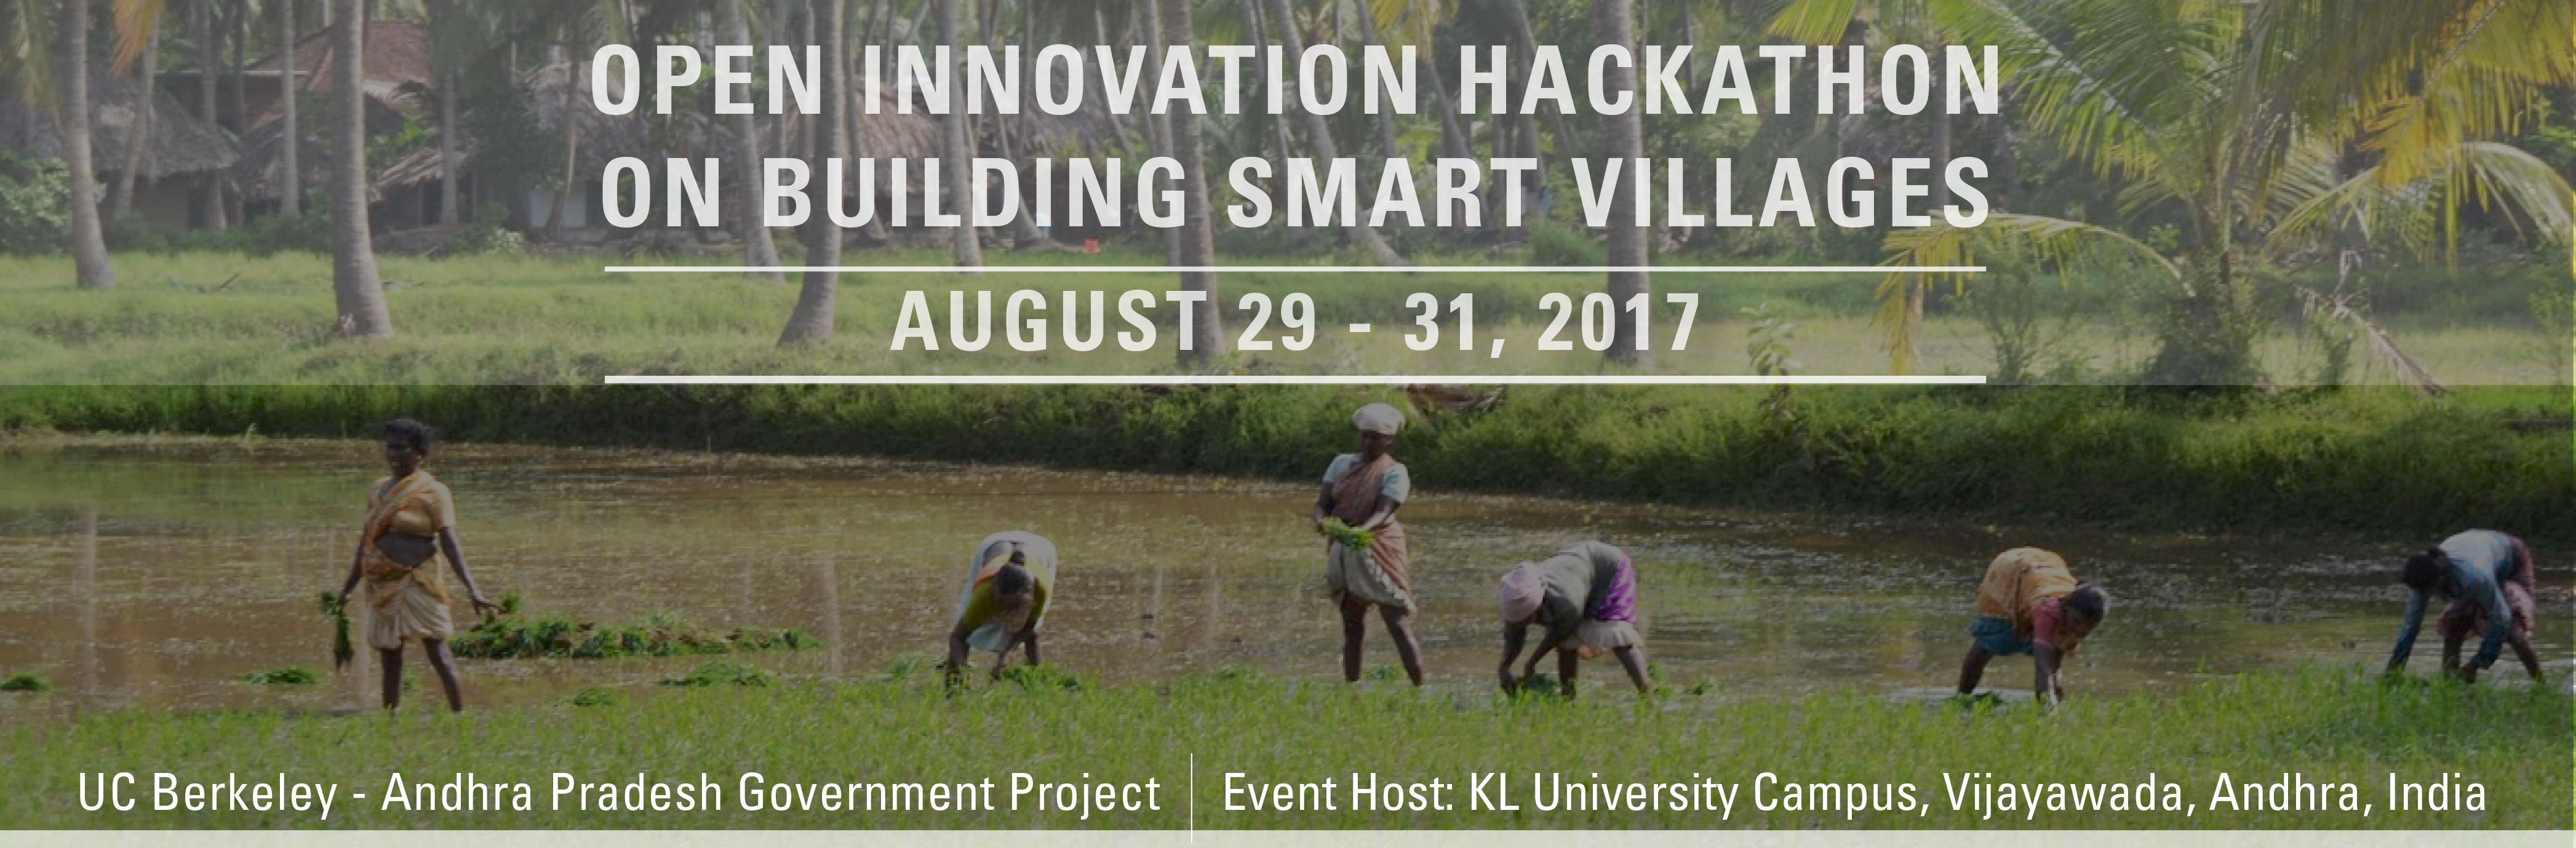 OPEN INNOVATION HACKATHON
ON BUILDING SMART VILLAGES
AUGUST 29 - 31, 2017
UC Berkeley - Andhra Pradesh Government Project
Event Host: KL University Campus, Vijayawada, Andhra, India